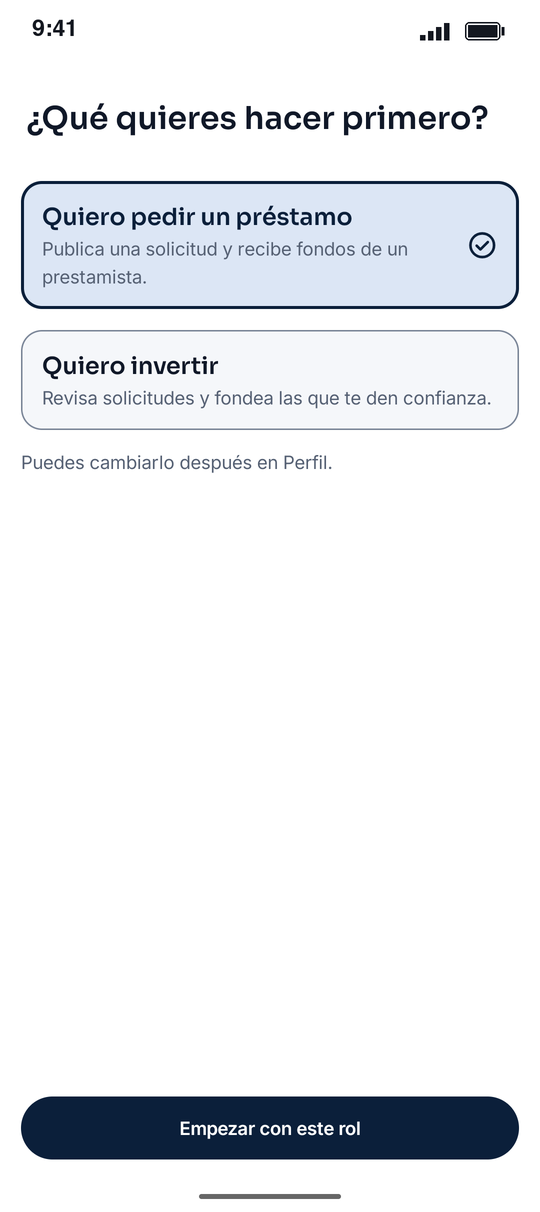 9:41
¿Qué quieres hacer primero?
Quiero pedir un préstamo
Publica una solicitud y recibe fondos de un
prestamista.
Quiero invertir
Revisa solicitudes y fondea las que te den confianza.
Puedes cambiarlo después en Perfil.
Empezar con este rol